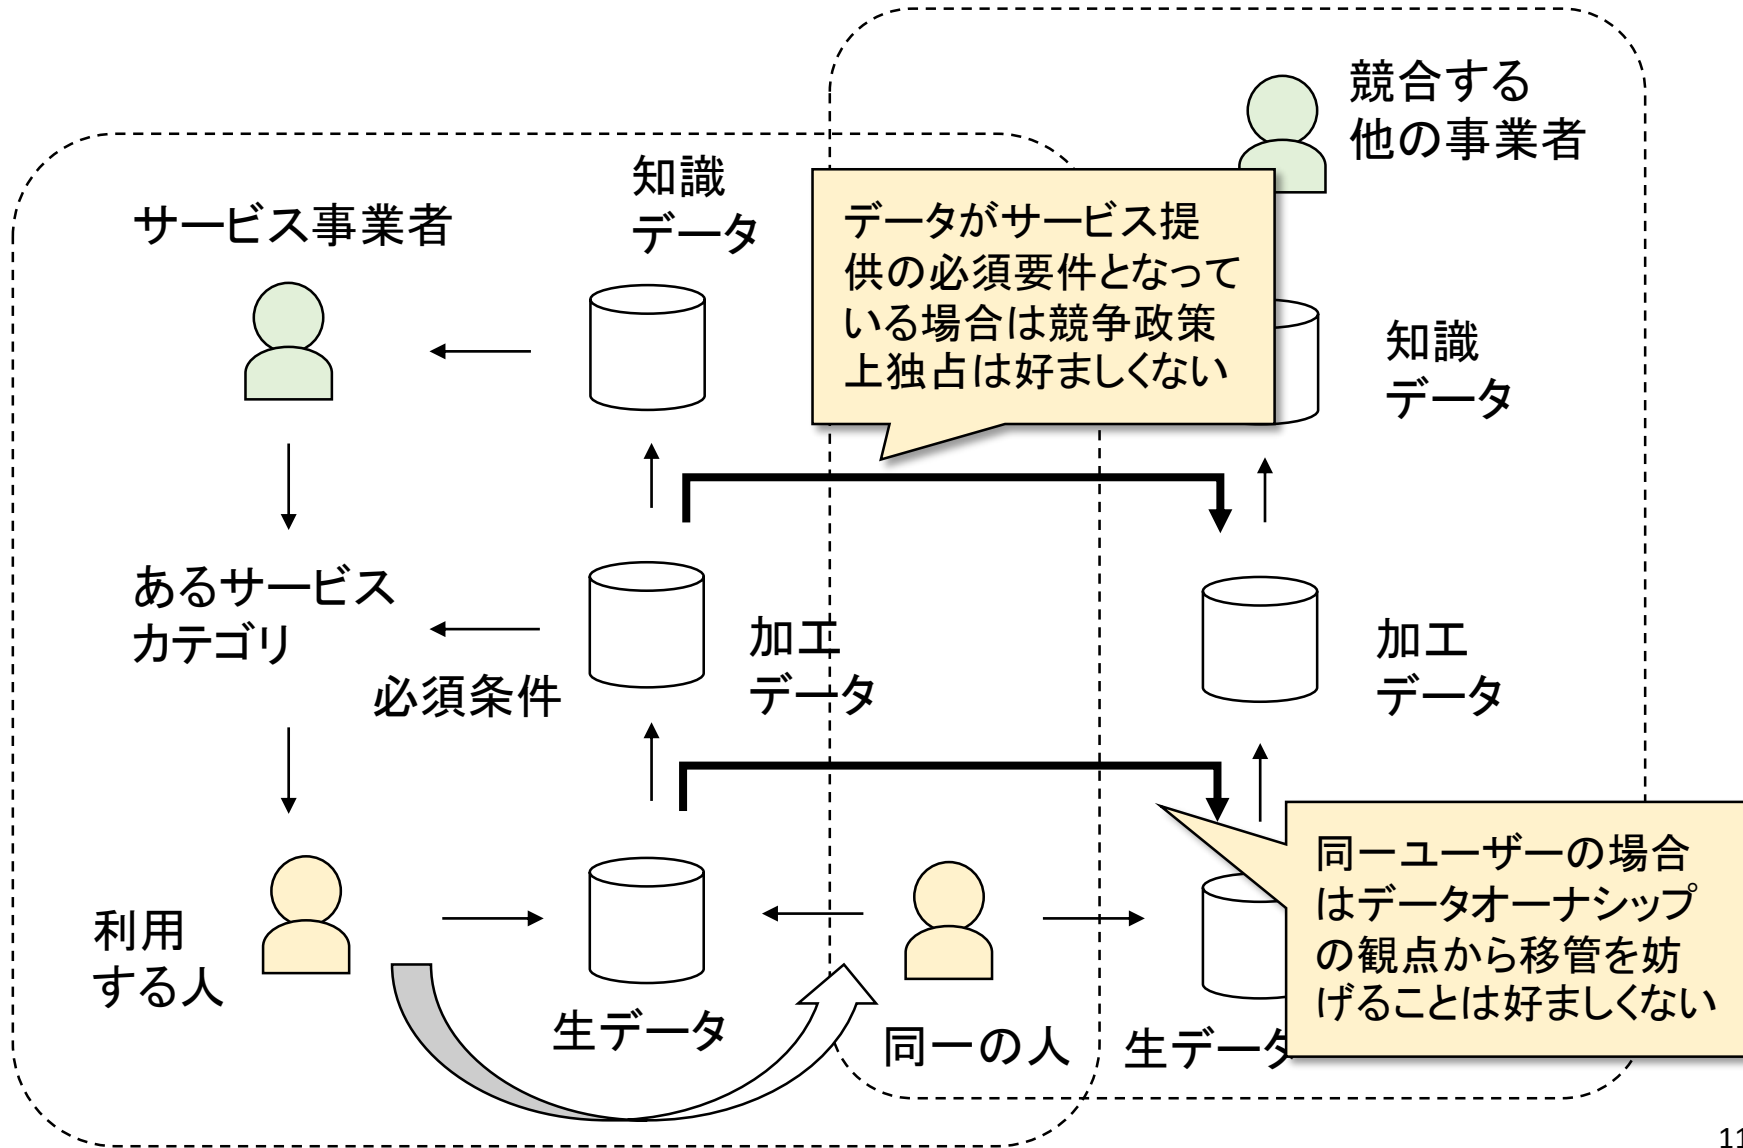 競合する
他の事業者
知識
データ
サービス事業者
データがサービス提
供の必須要件となって
いる場合は競争政策
上独占は好ましくない
知識
データ
あるサービス
カテゴリ
必須条件
加工
データ
加工
データ
利用
する人
生データ
同一の人
生データ
同一ユーザーの場合
はデータオーナシップ
の観点から移管を妨
げることは好ましくない
11